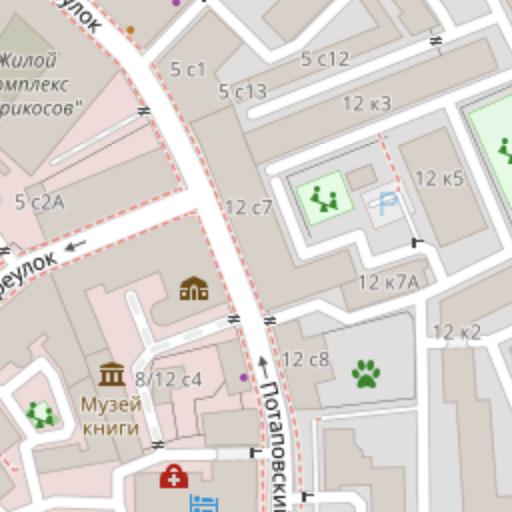 улок
Жилой
омплекс
рикосов"
5 с1
5 с12
5 с13
12 к3
12 к5
5 с2А
12 с7
P
реулок
12 к7А
12 к2
12 с8
8/12 с4
Музей
книги
Потаповский